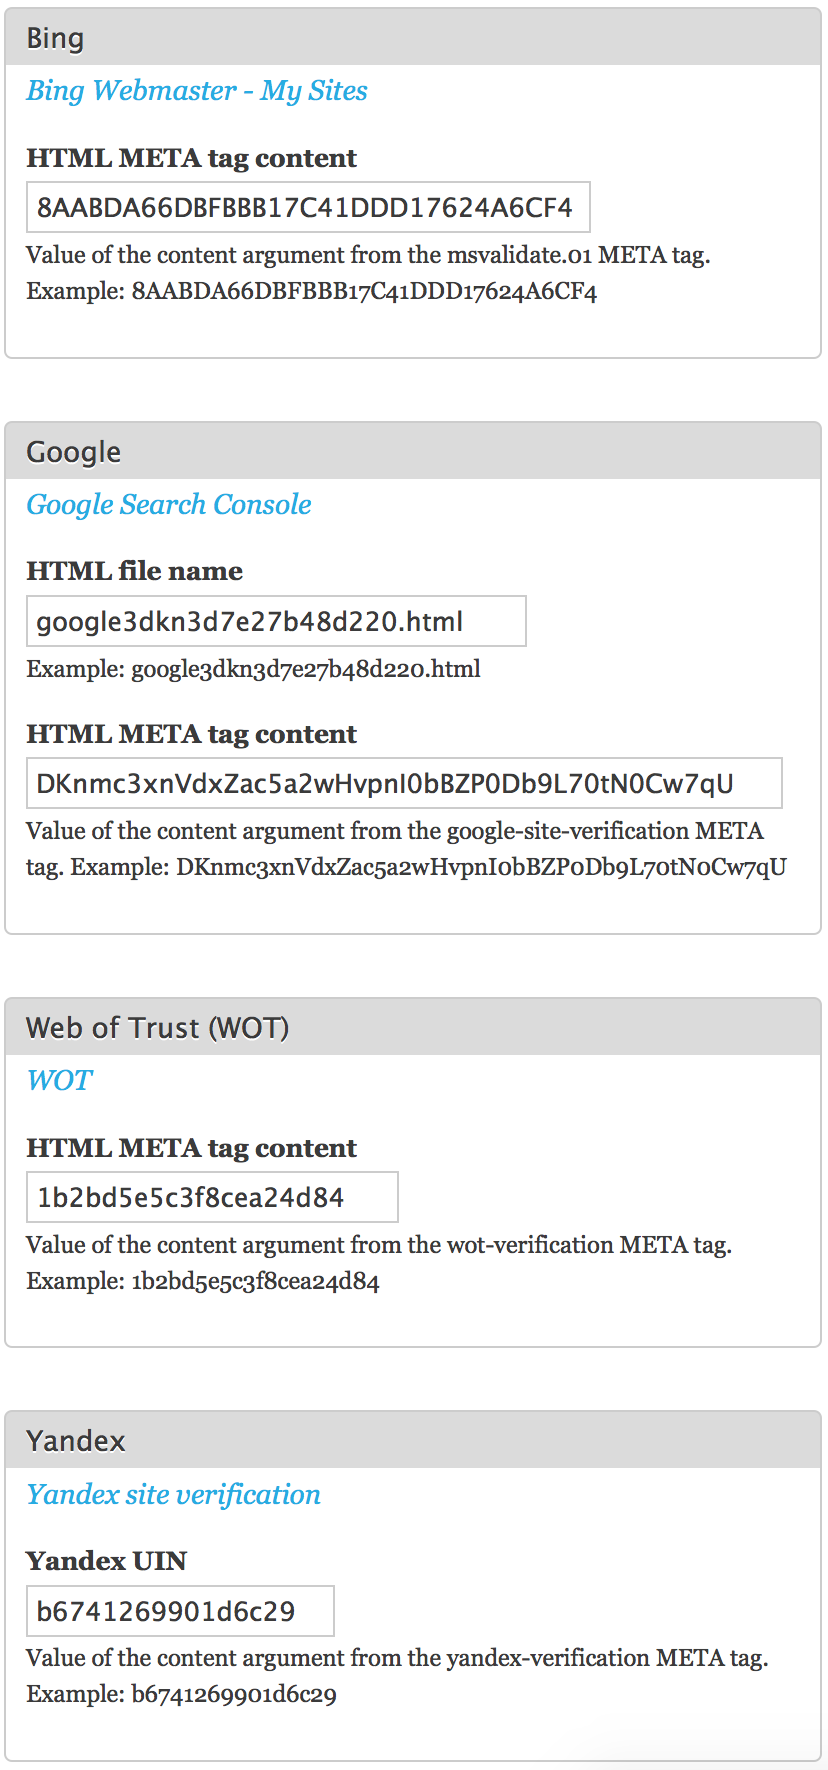 Bing
Bing Webmaster - My Sites
HTML META tag content
8AABDA66DBFBBB17C41DDD17624A6CF4
Value of the content argument from the msvalidate.01 META tag.
Example: 8AABDA66DBFBBB17C41DDD17624A6CF4
Google
Google Search Console
HTML file name
google3dkn3d7e27b48d220.html
Example: google3dkn3d7e27b48d220.html
HTML META tag content
DKnmc3xnVdxZac5a2wHvpnI0bBZP0Db9L70tN0Cw7qU
Value of the content argument from the google-site-verification META
tag. Example: DKnmc3xnVdxZac5a2wHvpnI0bBZP0Db9L70tN0Cw7qU
Web of Trust (WOT)
WOT
HTML META tag content
1b2bd5e5c3f8cea24d84
Value of the content argument from the wot-verification META tag.
Example: 1b2bd5e5c3f8cea24d84
Yandex
Yandex site verification
Yandex UIN
b6741269901d6c29
Value of the content argument from the yandex-verification META tag.
Example: b6741269901d6c29